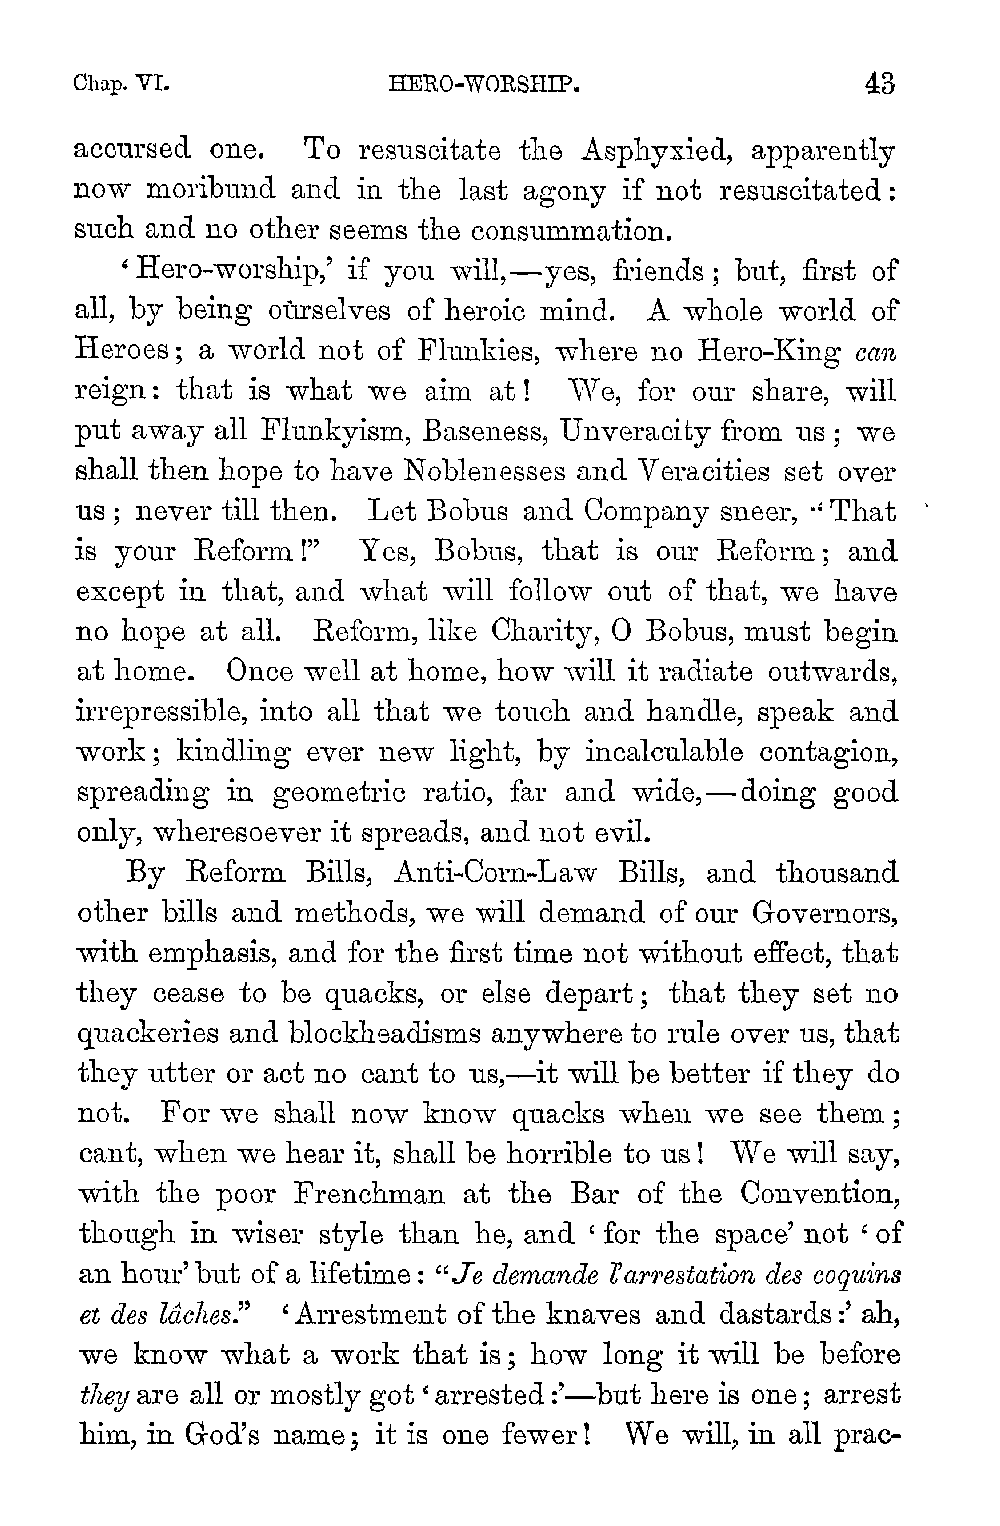 Chap. VI. HERO-WORSHIP. 43
accursed one. To resuscitate the Asphyxied, apparently
now moribund and in the last agony if not resuscitated:
such and no other seems the consummation.
‘Hero-worship,’ if you will,—yes, friends; but, first of
all, by being oùrselves of heroic mind. A whole world of
Heroes; a world not of Flunkies, where no Hero-King can
reign: that is what we aim at! We, for our share, will
put away all Flunkyism, Baseness, Unveracity from us; we
shall then hope to have Noblenesses and Veracities set over
us; never till then. Let Bobus and Company sneer, “That
is your Reform!” Yes, Bobus, that is our Reform; and
except in that, and what will follow out of that, we have
no hope at all. Reform, like Charity, O Bobus, must begin
at home. Once well at home, how will it radiate outwards,
irrepressible, into all that we touch and handle, speak and
work; kindling ever new light, by incalculable contagion,
spreading in geometric ratio, far and wide,—doing good
only, wheresoever it spreads, and not evil.
By Reform Bills, Anti-Corn-Law Bills, and thousand
other bills and methods, we will demand of our Governors,
with emphasis, and for the first time not without effect, that
they cease to be quacks, or else depart; that they set no
quackeries and blockheadisms anywhere to rule over us, that
they utter or act no cant to us,—it will be better if they do
not. For we shall now know quacks when we see them;
cant, when we hear it, shall be horrible to us! We will say,
with the poor Frenchman at the Bar of the Convention,
though in wiser style than he, and ‘for the space’ not ‘of
an hour’ but of a lifetime: “Je demande l’arrestation des coquins
et des lâches.” ‘Arrestment of the knaves and dastards:’ ah,
we know what a work that is; how long it will be before
they are all or mostly got ‘arrested:’—but here is one; arrest
him, in God’s name; it is one fewer! We will, in all prac-